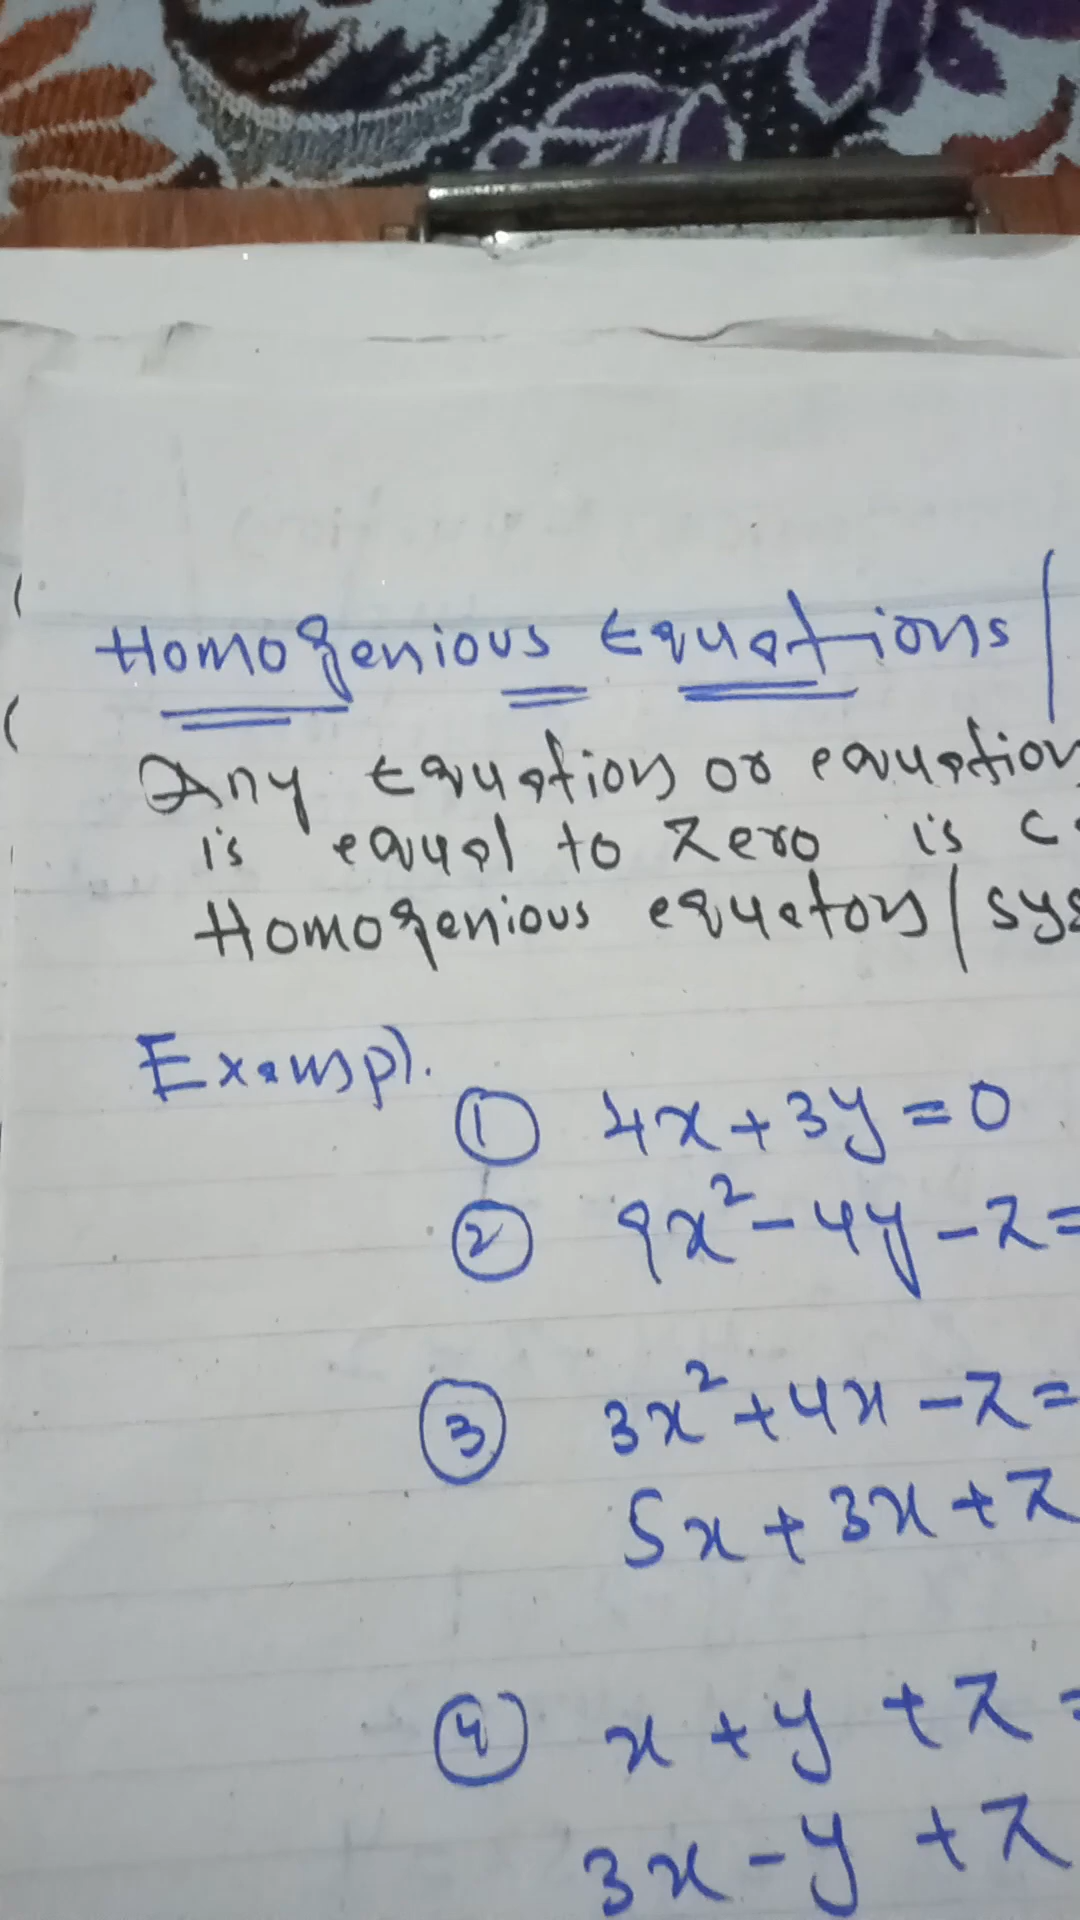 Homogenious Equations |
Any Equation or equation
is equal to zero is c
Homogenious equaton | sys
Exampl.
① 4x + 3y = 0
② 9x² - 4y - z =
③ 3x² + 4x - z =
5x + 3x + z
④ x + y + z =
3x - y + z